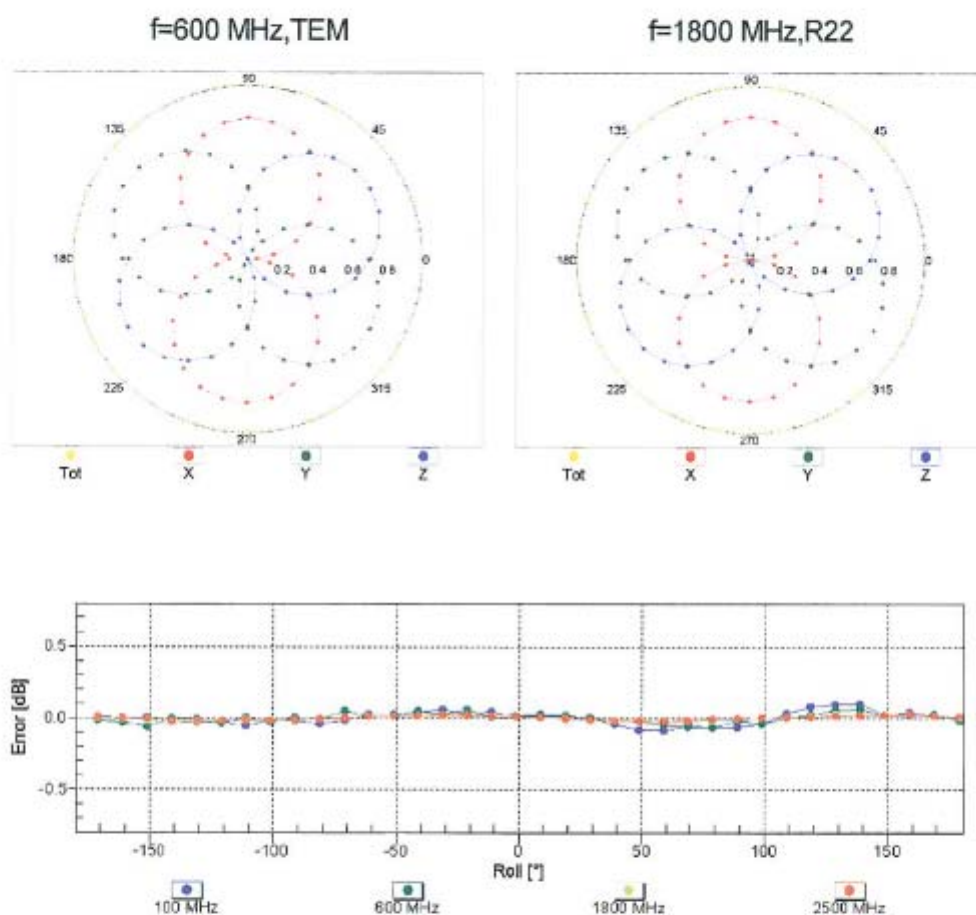 f=600 MHz,TEM
f=1800 MHz,R22
90
135
45
180
0
0.2 0.4 0.6 0.8
225
315
270
Tot X Y Z
90
135
45
180
0
0.2 0.4 0.6 0.8
225
315
270
Tot X Y Z
Error [dB]
0.5
0.0
-0.5
-150 -100 -50 0 50 100 150
Roll [°]
100 MHz 600 MHz 1800 MHz 2500 MHz